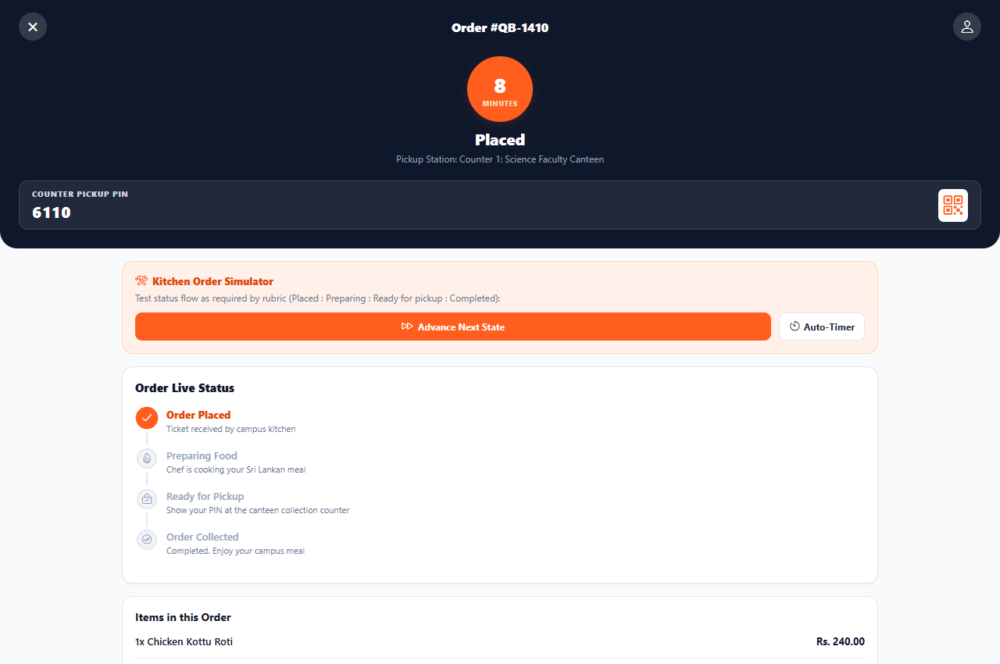 Order #QB-1410
8
MINUTES
Placed
Pickup Station: Counter 1: Science Faculty Canteen
COUNTER PICKUP PIN
6110
Kitchen Order Simulator
Test status flow as required by rubric (Placed : Preparing : Ready for pickup : Completed):
Advance Next State
Auto-Timer
Order Live Status
Order Placed
Ticket received by campus kitchen
Preparing Food
Chef is cooking your Sri Lankan meal
Ready for Pickup
Show your PIN at the canteen collection counter
Order Collected
Completed. Enjoy your campus meal
Items in this Order
1x Chicken Kottu Roti
Rs. 240.00